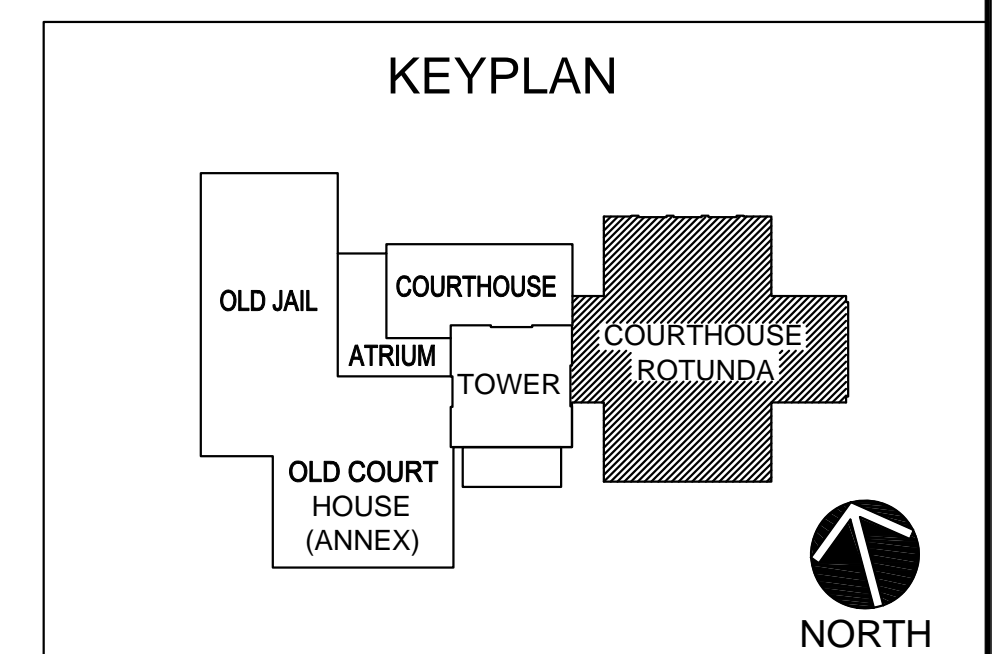 KEYPLAN
OLD JAIL
COURTHOUSE
ATRIUM
TOWER
COURTHOUSE
ROTUNDA
OLD COURT
HOUSE
(ANNEX)
NORTH